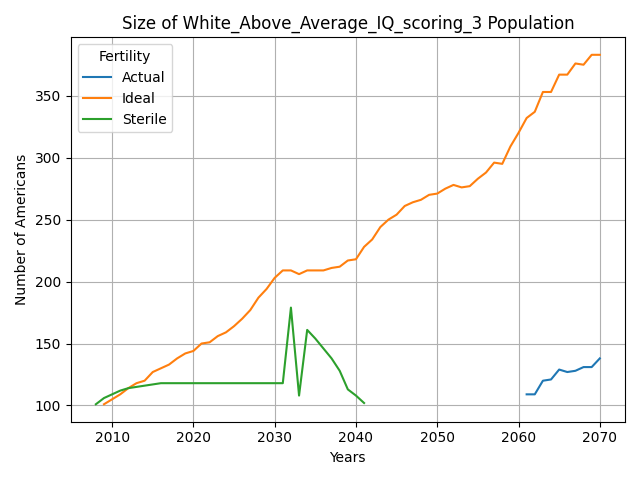 Size of White_Above_Average_IQ_scoring_3 Population
Fertility
Actual
Ideal
Sterile
Number of Americans
350
300
250
200
150
100
2010 2020 2030 2040 2050 2060 2070
Years